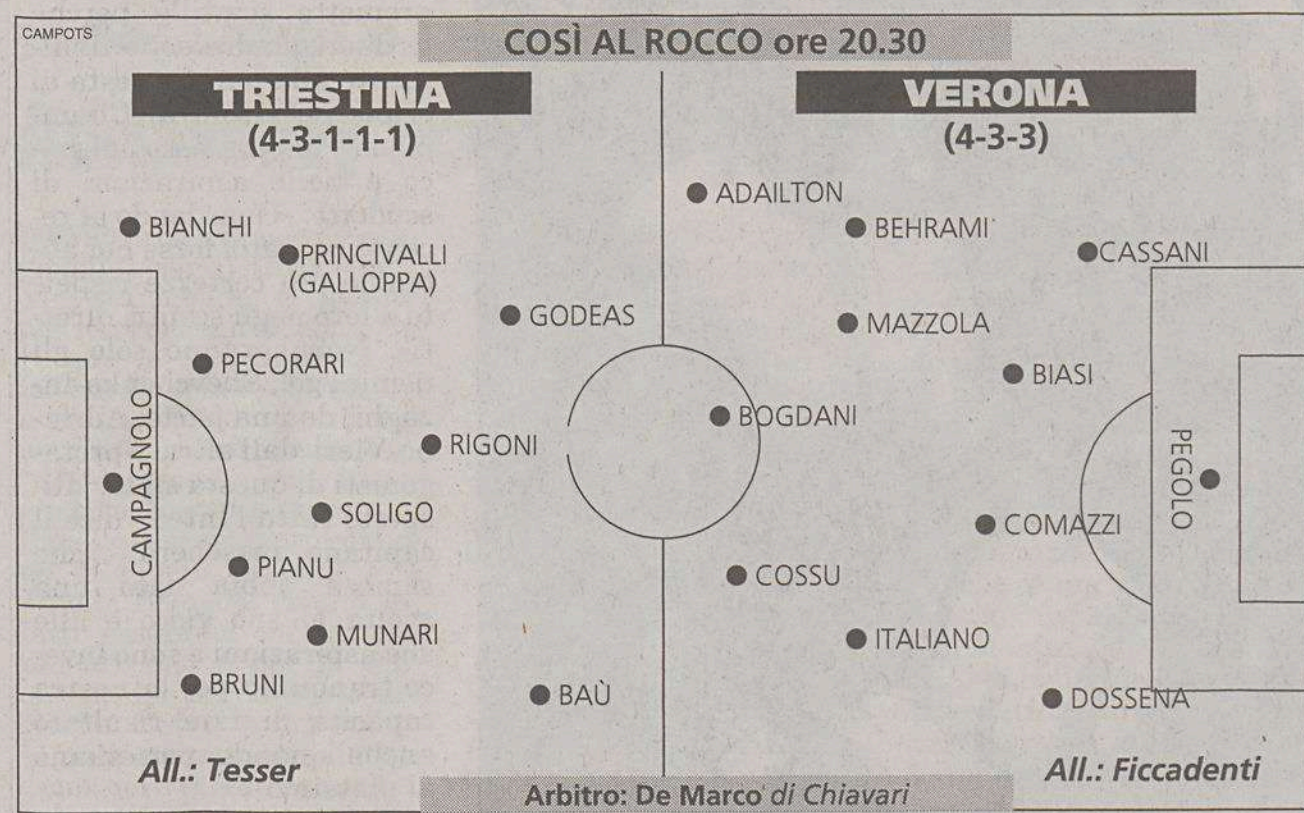 CAMPOTS
COSÌ AL ROCCO ore 20.30
TRIESTINA
(4-3-1-1-1)
BIANCHI
PRINCIVALLI
(GALLOPPA)
GODEAS
PECORARI
RIGONI
CAMPAGNOLO
SOLIGO
PIANU
MUNARI
BRUNI
BAÙ
All.: Tesser
VERONA
(4-3-3)
ADAILTON
BEHRAMI
CASSANI
MAZZOLA
BIASI
BOGDANI
PEGOLO
COMAZZI
COSSU
ITALIANO
DOSSENA
All.: Ficcadenti
Arbitro: De Marco di Chiavari